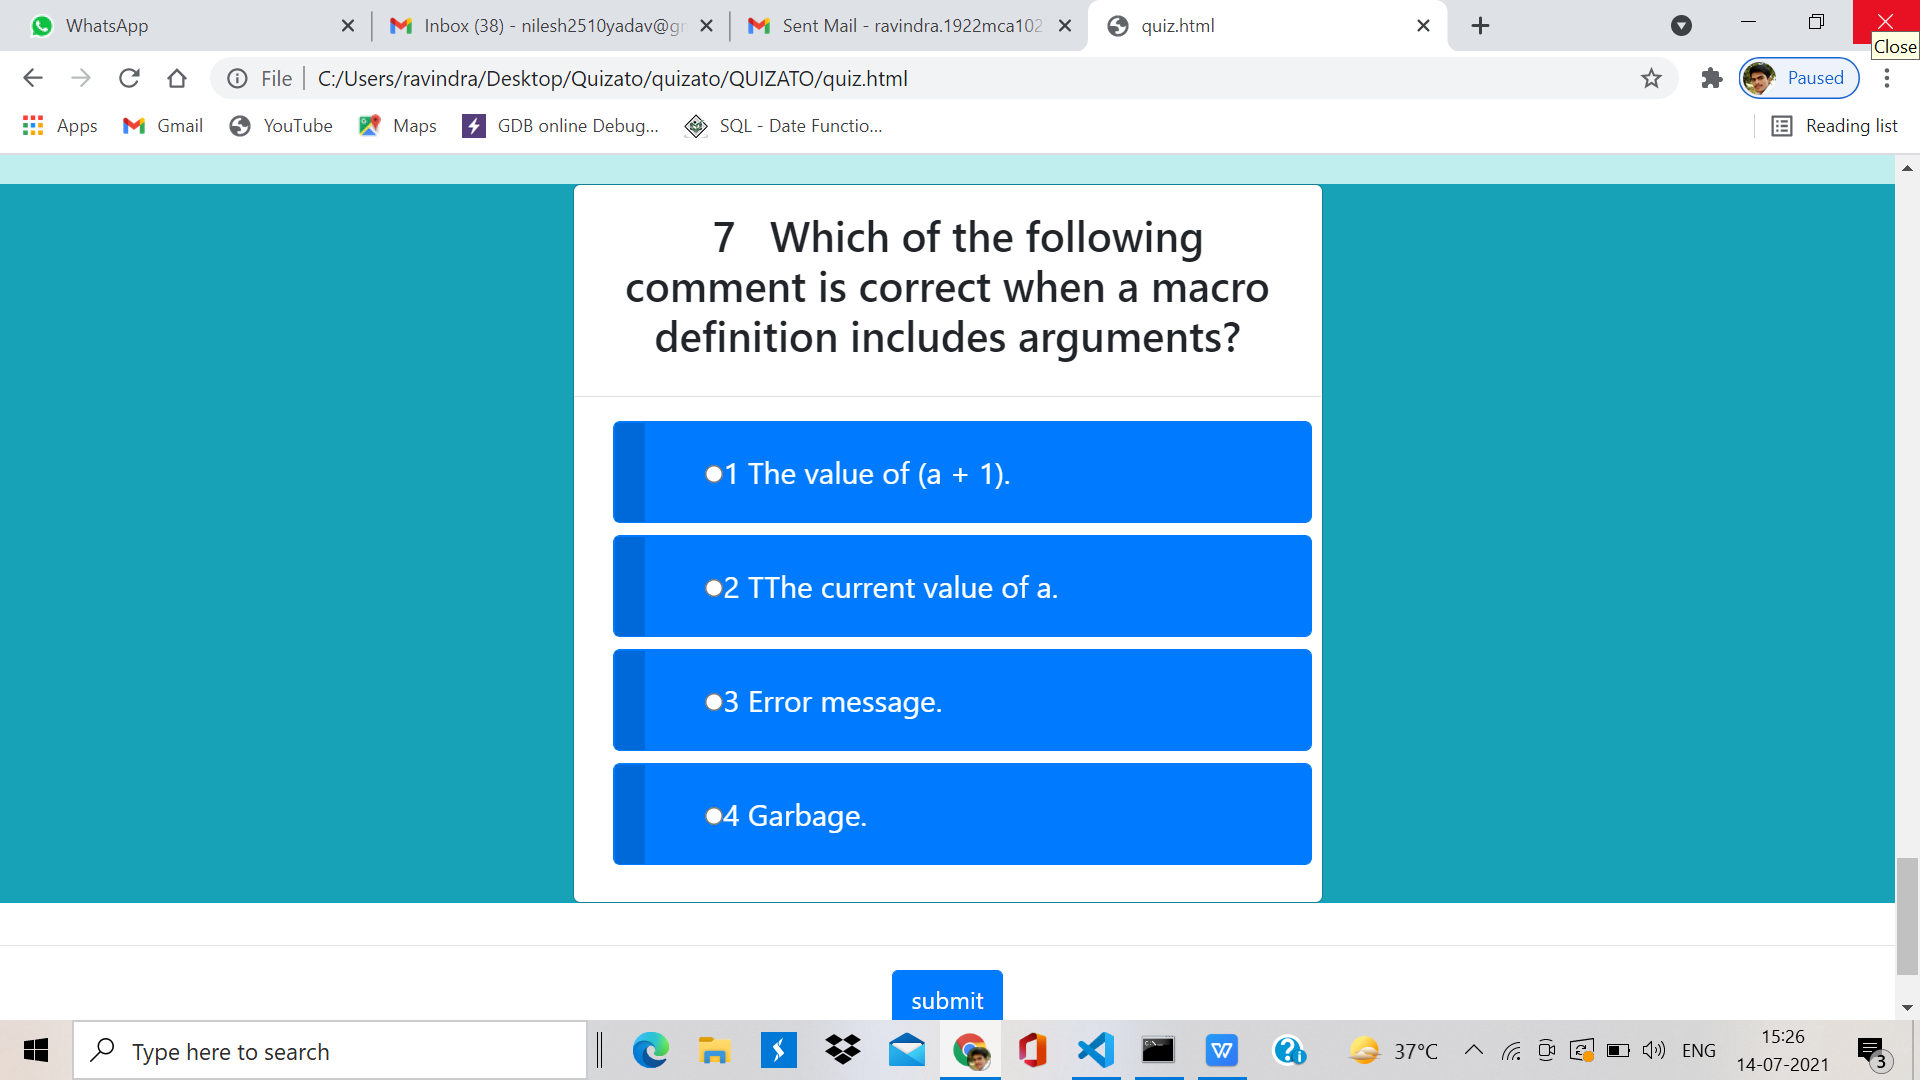 WhatsApp
Inbox (38) - nilesh2510yadav@gr
Sent Mail - ravindra.1922mca102
quiz.html
Close
File
C:/Users/ravindra/Desktop/Quizato/quizato/QUIZATO/quiz.html
Paused
Apps
Gmail
YouTube
Maps
GDB online Debug...
SQL - Date Functio...
Reading list
7 Which of the following
comment is correct when a macro
definition includes arguments?
1 The value of (a + 1).
2 TThe current value of a.
3 Error message.
4 Garbage.
submit
Type here to search
37°C
ENG
15:26
14-07-2021
3